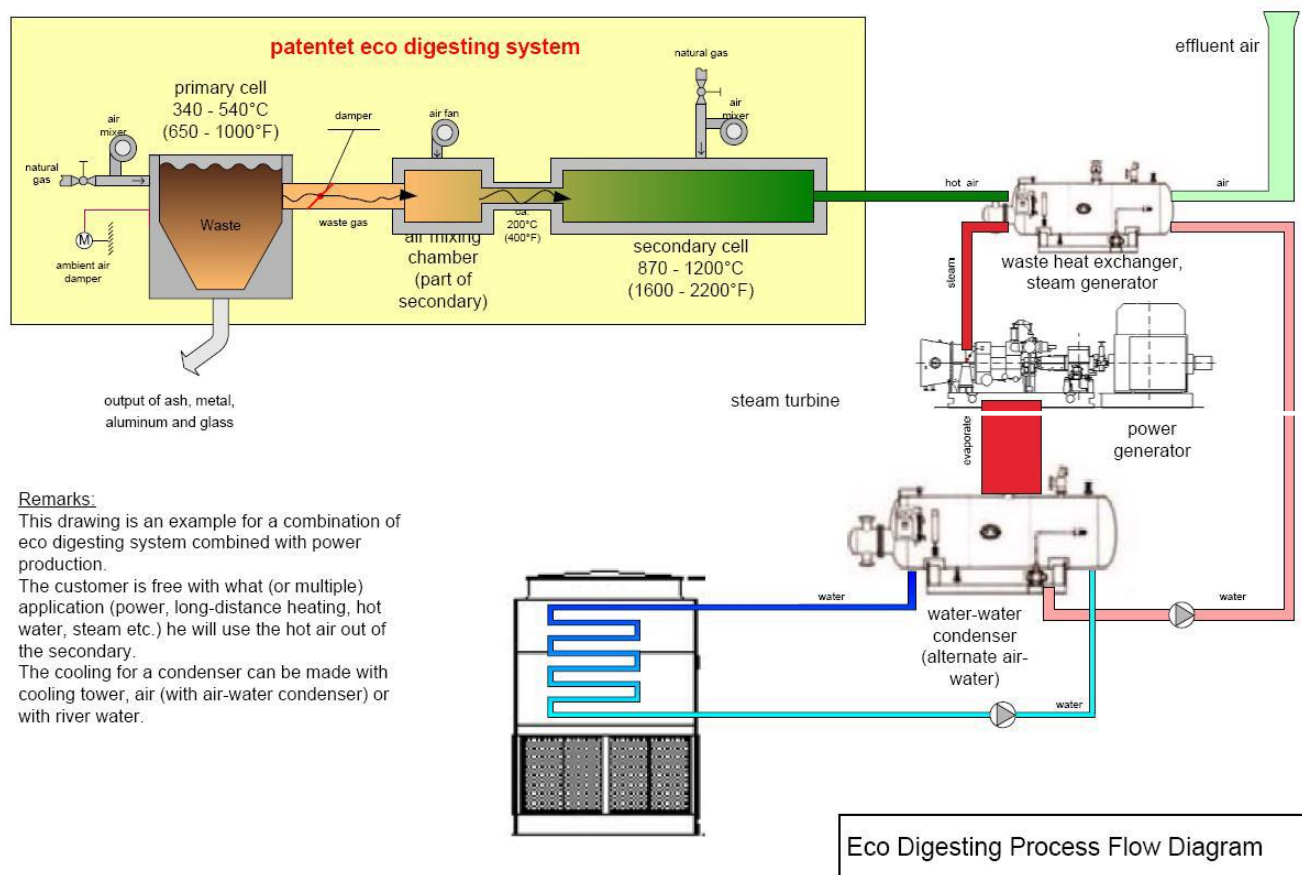 patentet eco digesting system
primary cell
340 - 540°C
(650 - 1000°F)
air
mixer
natural
gas
M
ambient air
damper
Waste
damper
waste gas
air fan
air mixing
chamber
(part of
secondary)
ca.
200°C
(400°F)
natural gas
air
mixer
secondary cell
870 - 1200°C
(1600 - 2200°F)
output of ash, metal,
aluminum and glass
effluent air
hot air
air
waste heat exchanger,
steam generator
steam
steam turbine
power
generator
evaporate
water
water-water
condenser
(alternate air-
water)
water
water
Remarks:
This drawing is an example for a combination of
eco digesting system combined with power
production.
The customer is free with what (or multiple)
application (power, long-distance heating, hot
water, steam etc.) he will use the hot air out of
the secondary.
The cooling for a condenser can be made with
cooling tower, air (with air-water condenser) or
with river water.
Eco Digesting Process Flow Diagram